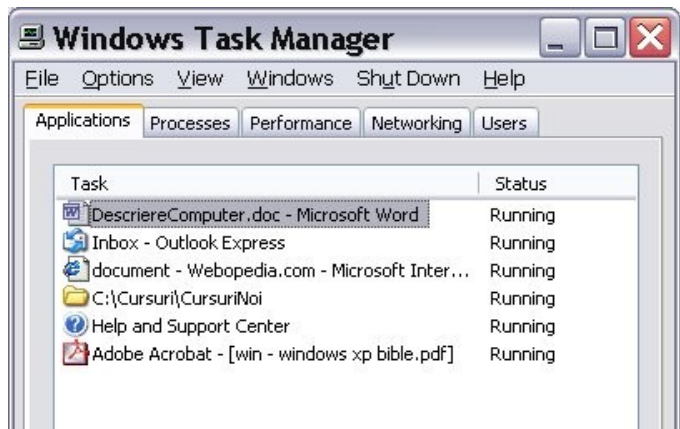 Windows Task Manager
File Options View Windows Shut Down Help
Applications Processes Performance Networking Users
Task Status
DescriereComputer.doc - Microsoft Word Running
Inbox - Outlook Express Running
document - Webopedia.com - Microsoft Inter... Running
C:\Cursuri\CursuriNoi Running
Help and Support Center Running
Adobe Acrobat - [win - windows xp bible.pdf] Running